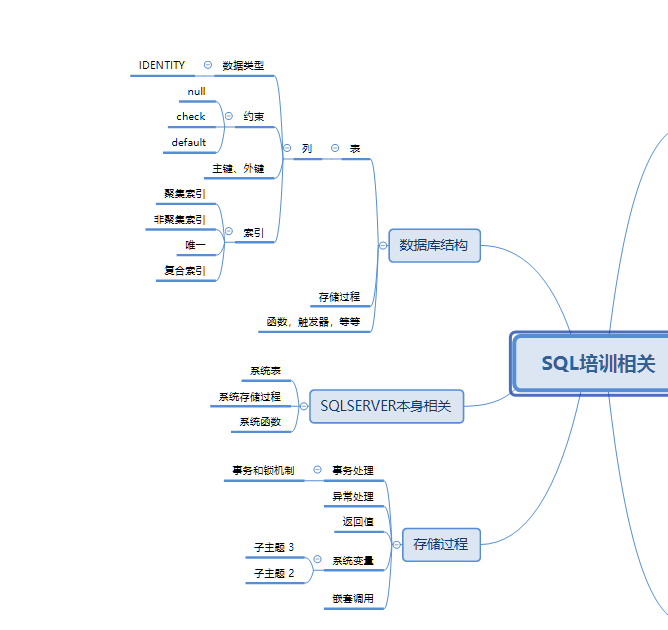 IDENTITY
数据类型
null
check
约束
default
列
表
主键、外键
聚集索引
非聚集索引
索引
唯一
复合索引
数据库结构
存储过程
函数，触发器，等等
SQL培训相关
系统表
系统存储过程
系统函数
SQLSERVER本身相关
事务和锁机制
事务处理
异常处理
返回值
存储过程
子主题 3
系统变量
子主题 2
嵌套调用